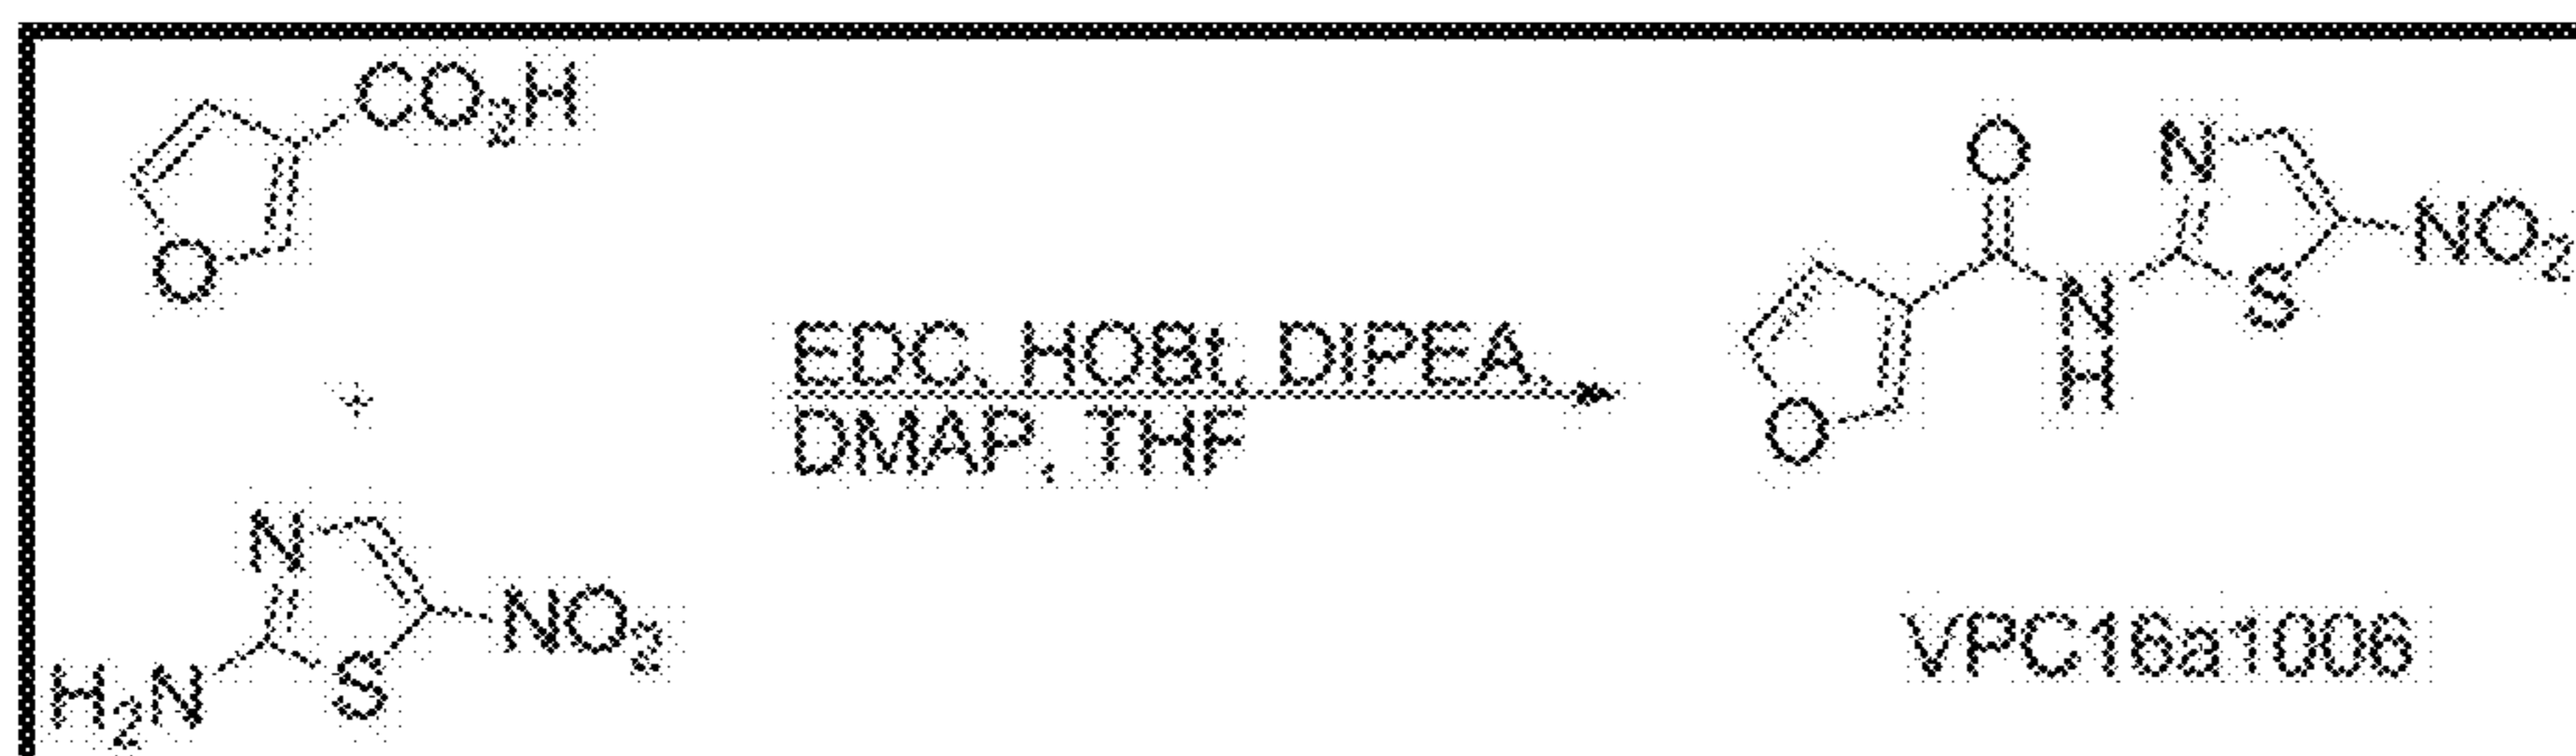 CO2H
O
+
N
NO2
S
H2N
EDC, HOBt, DIPEA,
DMAP, THF
O
N
NO2
S
N
H
O
VPC16a1006